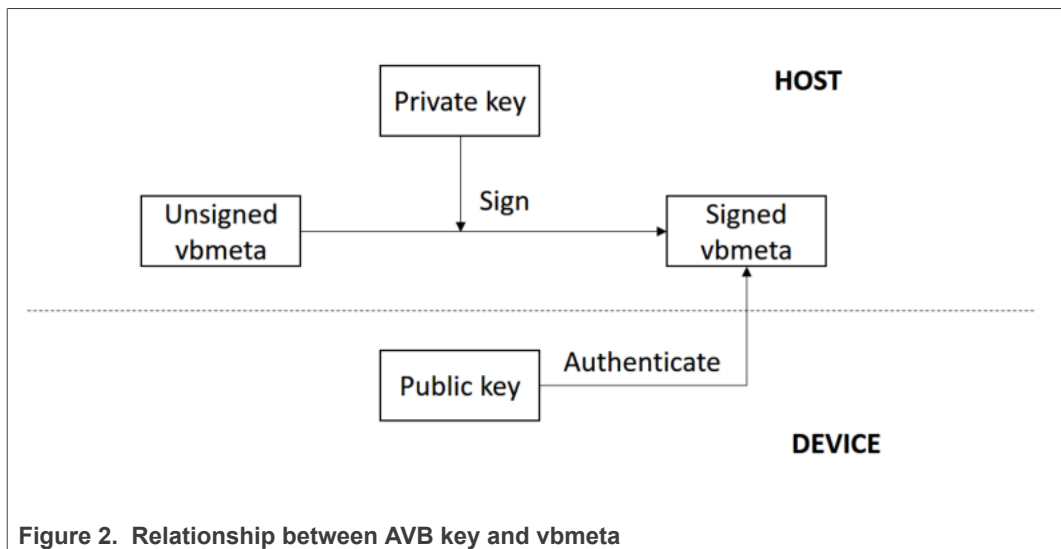 HOST
Private key
Sign
Unsigned
vbmeta
Signed
vbmeta
Authenticate
Public key
DEVICE
Figure 2. Relationship between AVB key and vbmeta